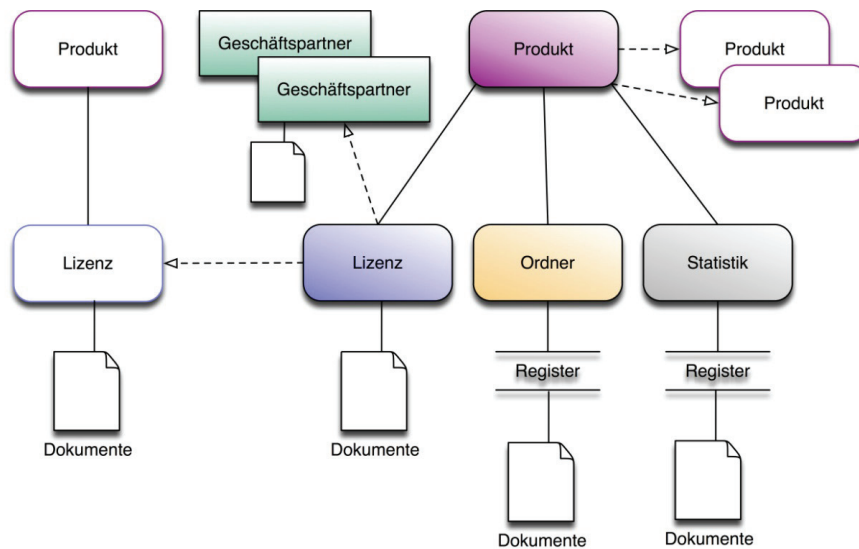 Produkt
Geschäftspartner
Geschäftspartner
Produkt
Produkt
Produkt
Lizenz
Lizenz
Ordner
Statistik
Register
Register
Dokumente
Dokumente
Dokumente
Dokumente